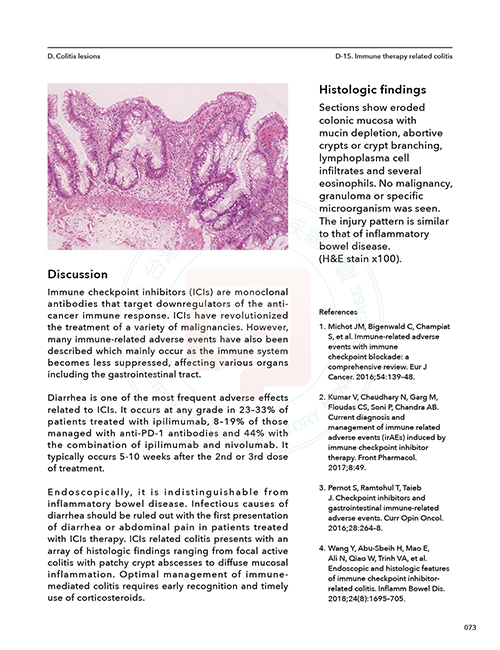 D. Colitis lesions
D-15. Immune therapy related colitis
Histologic findings
Sections show eroded
colonic mucosa with
mucin depletion, abortive
crypts or crypt branching,
lymphoplasma cell
infiltrates and several
eosinophils. No malignancy,
granuloma or specific
microorganism was seen.
The injury pattern is similar
to that of inflammatory
bowel disease.
(H&E stain x100).
Discussion
Immune checkpoint inhibitors (ICIs) are monoclonal
antibodies that target downregulators of the anti-
cancer immune response. ICIs have revolutionized
the treatment of a variety of malignancies. However,
many immune-related adverse events have also been
described which mainly occur as the immune system
becomes less suppressed, affecting various organs
including the gastrointestinal tract.
Diarrhea is one of the most frequent adverse effects
related to ICIs. It occurs at any grade in 23–33% of
patients treated with ipilimumab, 8–19% of those
managed with anti-PD-1 antibodies and 44% with
the combination of ipilimumab and nivolumab. It
typically occurs 5-10 weeks after the 2nd or 3rd dose
of treatment.
Endoscopically, it is indistinguishable from
inflammatory bowel disease. Infectious causes of
diarrhea should be ruled out with the first presentation
of diarrhea or abdominal pain in patients treated
with ICIs therapy. ICIs related colitis presents with an
array of histologic findings ranging from focal active
colitis with patchy crypt abscesses to diffuse mucosal
inflammation. Optimal management of immune-
mediated colitis requires early recognition and timely
use of corticosteroids.
References
1. Michot JM, Bigenwald C, Champiat
S, et al. Immune-related adverse
events with immune
checkpoint blockade: a
comprehensive review. Eur J
Cancer. 2016;54:139–48.
2. Kumar V, Chaudhary N, Garg M,
Floudas CS, Soni P, Chandra AB.
Current diagnosis and
management of immune related
adverse events (irAEs) induced by
immune checkpoint inhibitor
therapy. Front Pharmacol.
2017;8:49.
3. Pernot S, Ramtohul T, Taieb
J. Checkpoint inhibitors and
gastrointestinal immune-related
adverse events. Curr Opin Oncol.
2016;28:264–8.
4. Wang Y, Abu-Sbeih H, Mao E,
Ali N, Qiao W, Trinh VA, et al.
Endoscopic and histologic features
of immune checkpoint inhibitor-
related colitis. Inflamm Bowel Dis.
2018;24(8):1695–705.
073